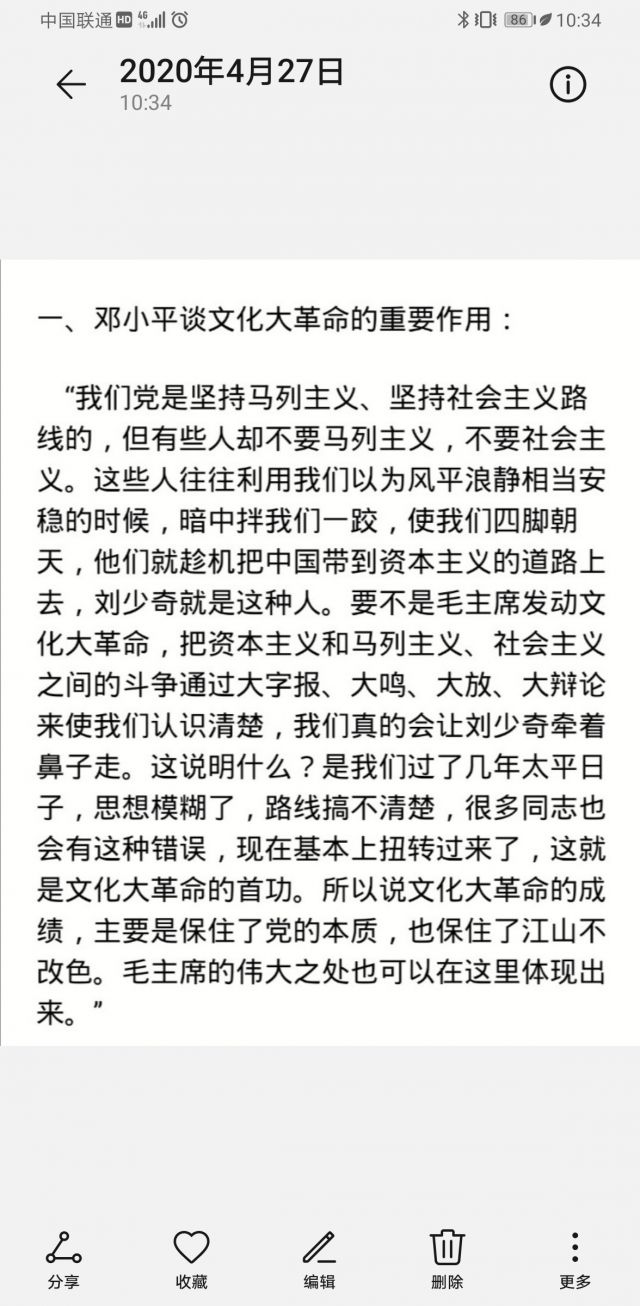 中国联通 HD 46 86 10:34
2020年4月27日
10:34
一、邓小平谈文化大革命的重要作用：
“我们党是坚持马列主义、坚持社会主义路
线的，但有些人却不要马列主义，不要社会主
义。这些人往往利用我们以为风平浪静相当安
稳的时候，暗中拌我们一跤，使我们四脚朝
天，他们就趁机把中国带到资本主义的道路上
去，刘少奇就是这种人。要不是毛主席发动文
化大革命，把资本主义和马列主义、社会主义
之间的斗争通过大字报、大鸣、大放、大辩论
来使我们认识清楚，我们真的会让刘少奇牵着
鼻子走。这说明什么？是我们过了几年太平日
子，思想模糊了，路线搞不清楚，很多同志也
会有这种错误，现在基本上扭转过来了，这就
是文化大革命的首功。所以说文化大革命的成
绩，主要是保住了党的本质，也保住了江山不
改色。毛主席的伟大之处也可以在这里体现出
来。”
分享 收藏 编辑 删除 更多